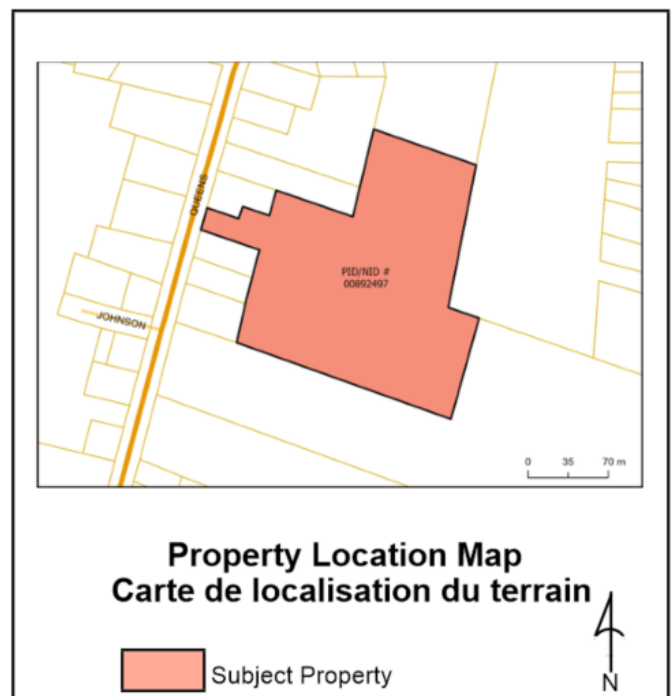 QUEENS
PID/NID #
00892497
JOHNSON
0 35 70 m
Property Location Map
Carte de localisation du terrain
Subject Property
N